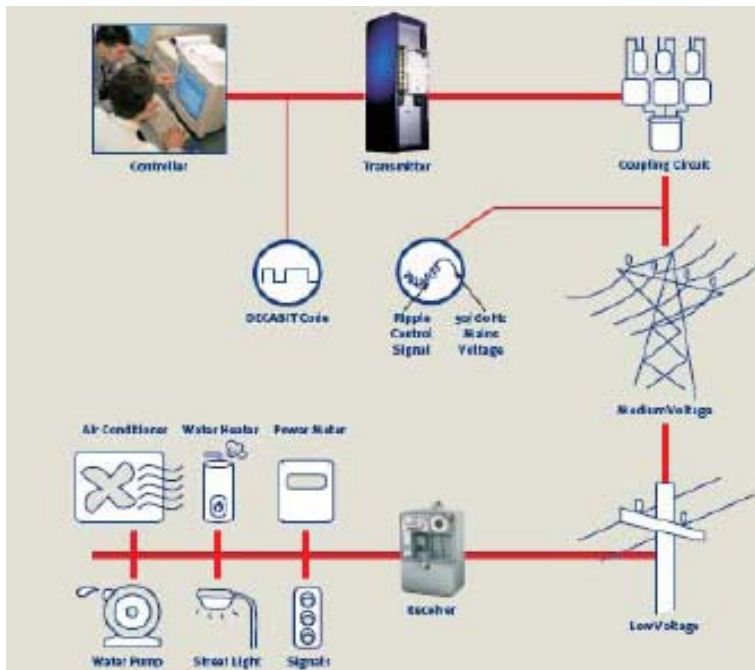 Controller
Transmitter
Coupling Circuit
DECABIT Code
Ripple
Control
Signal
50/60Hz
Mains
Voltage
Medium Voltage
Air Conditioner
Water Heater
Power Meter
Receiver
Low Voltage
Water Pump
Street Light
Signals